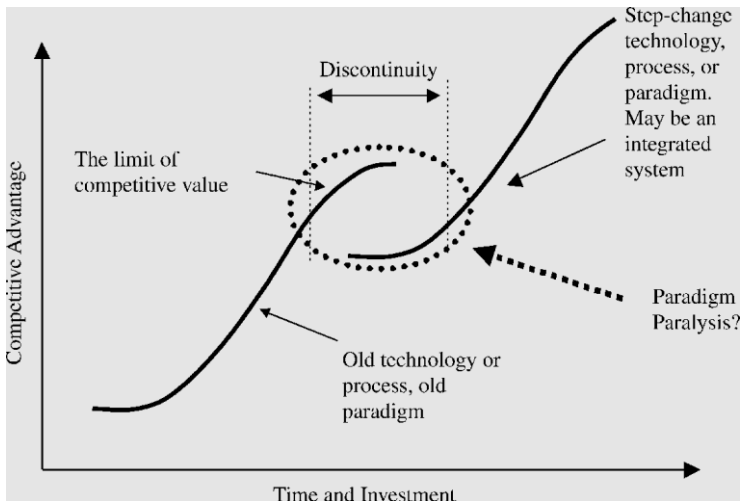 Step-change
technology,
process, or
paradigm.
May be an
integrated
system
Discontinuity
The limit of
competitive value
Competitive Advantage
Paradigm
Paralysis?
Old technology or
process, old
paradigm
Time and Investment